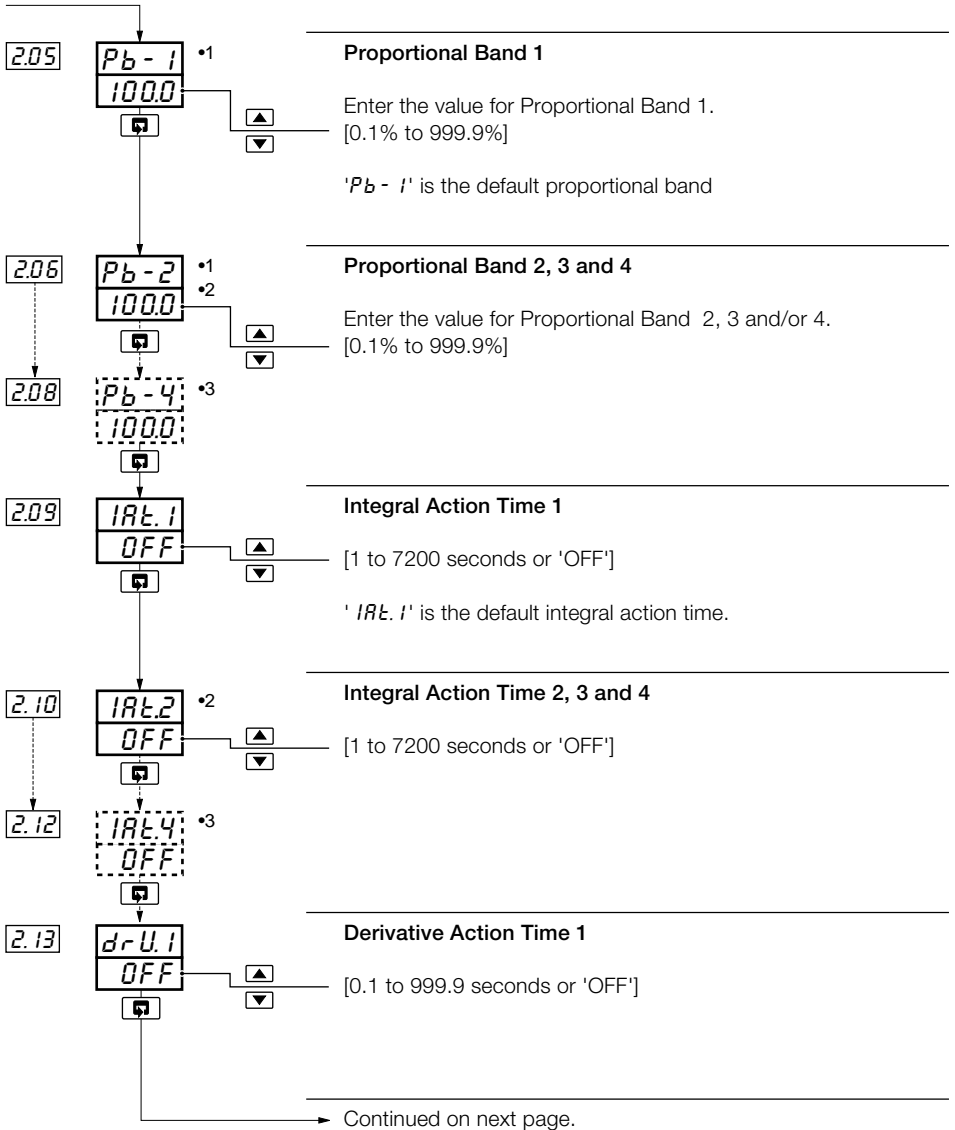 2.05
Pb - 1
•1
100.0
Proportional Band 1
Enter the value for Proportional Band 1.
[0.1% to 999.9%]
'Pb - 1' is the default proportional band
2.06
Pb - 2
•1
•2
100.0
Proportional Band 2, 3 and 4
Enter the value for Proportional Band 2, 3 and/or 4.
[0.1% to 999.9%]
2.08
Pb - 4
•3
100.0
2.09
IAt.1
OFF
Integral Action Time 1
[1 to 7200 seconds or 'OFF']
' IAt.1' is the default integral action time.
2.10
IAt.2
•2
OFF
Integral Action Time 2, 3 and 4
[1 to 7200 seconds or 'OFF']
2.12
IAt.4
•3
OFF
2.13
drU.1
OFF
Derivative Action Time 1
[0.1 to 999.9 seconds or 'OFF']
Continued on next page.